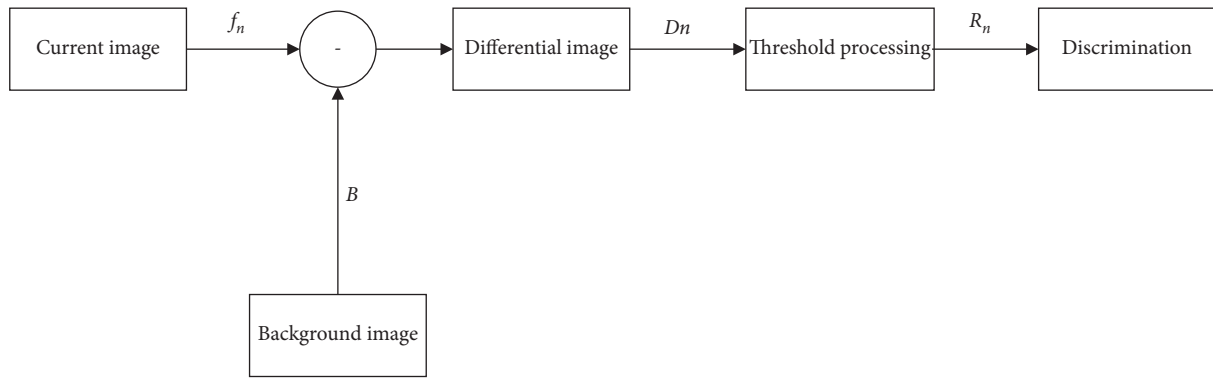 Current image
fn
-
Differential image
Dn
Threshold processing
Rn
Discrimination
B
Background image